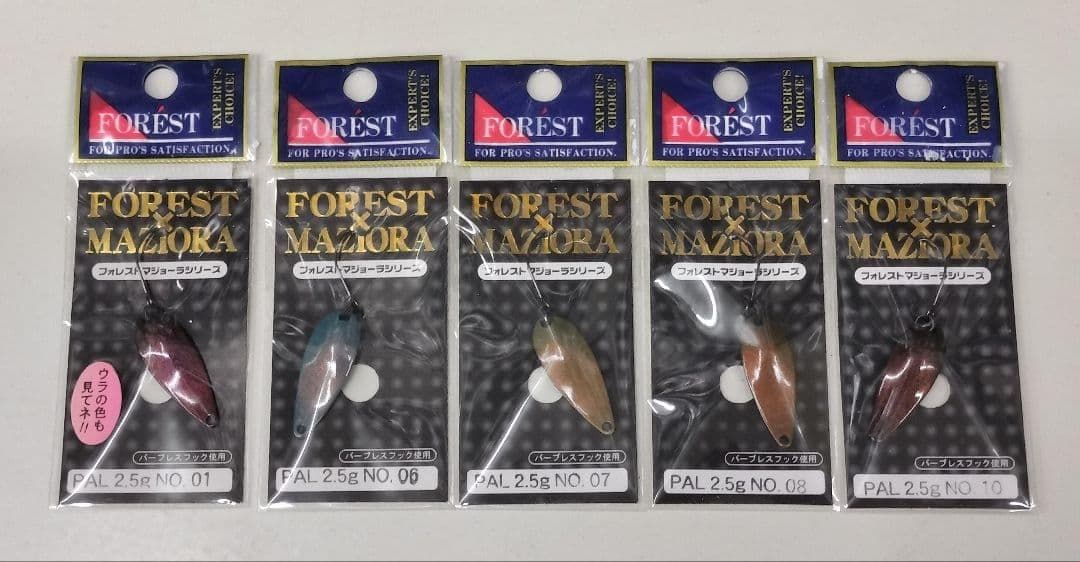 FORÉST
EXPERT'S
CHOICE!
FOR PRO'S SATISFACTION.
FOREST
×
MAZIORA
フォレストマジョーラシリーズ
ウラの色も
見てネ!!
バーブレスフック使用
PAL 2.5g NO. 01
FORÉST
EXPERT'S
CHOICE!
FOR PRO'S SATISFACTION.
FOREST
×
MAZIORA
フォレストマジョーラシリーズ
バーブレスフック使用
PAL 2.5g NO. 06
FORÉST
EXPERT'S
CHOICE!
FOR PRO'S SATISFACTION.
FOREST
×
MAZIORA
フォレストマジョーラシリーズ
バーブレスフック使用
PAL 2.5g NO. 07
FORÉST
EXPERT'S
CHOICE!
FOR PRO'S SATISFACTION.
FOREST
×
MAZIORA
フォレストマジョーラシリーズ
バーブレスフック使用
PAL 2.5g NO. 08
FORÉST
EXPERT'S
CHOICE!
FOR PRO'S SATISFACTION.
FOREST
×
MAZIORA
フォレストマジョーラシリーズ
バーブレスフック使用
PAL 2.5g NO. 10